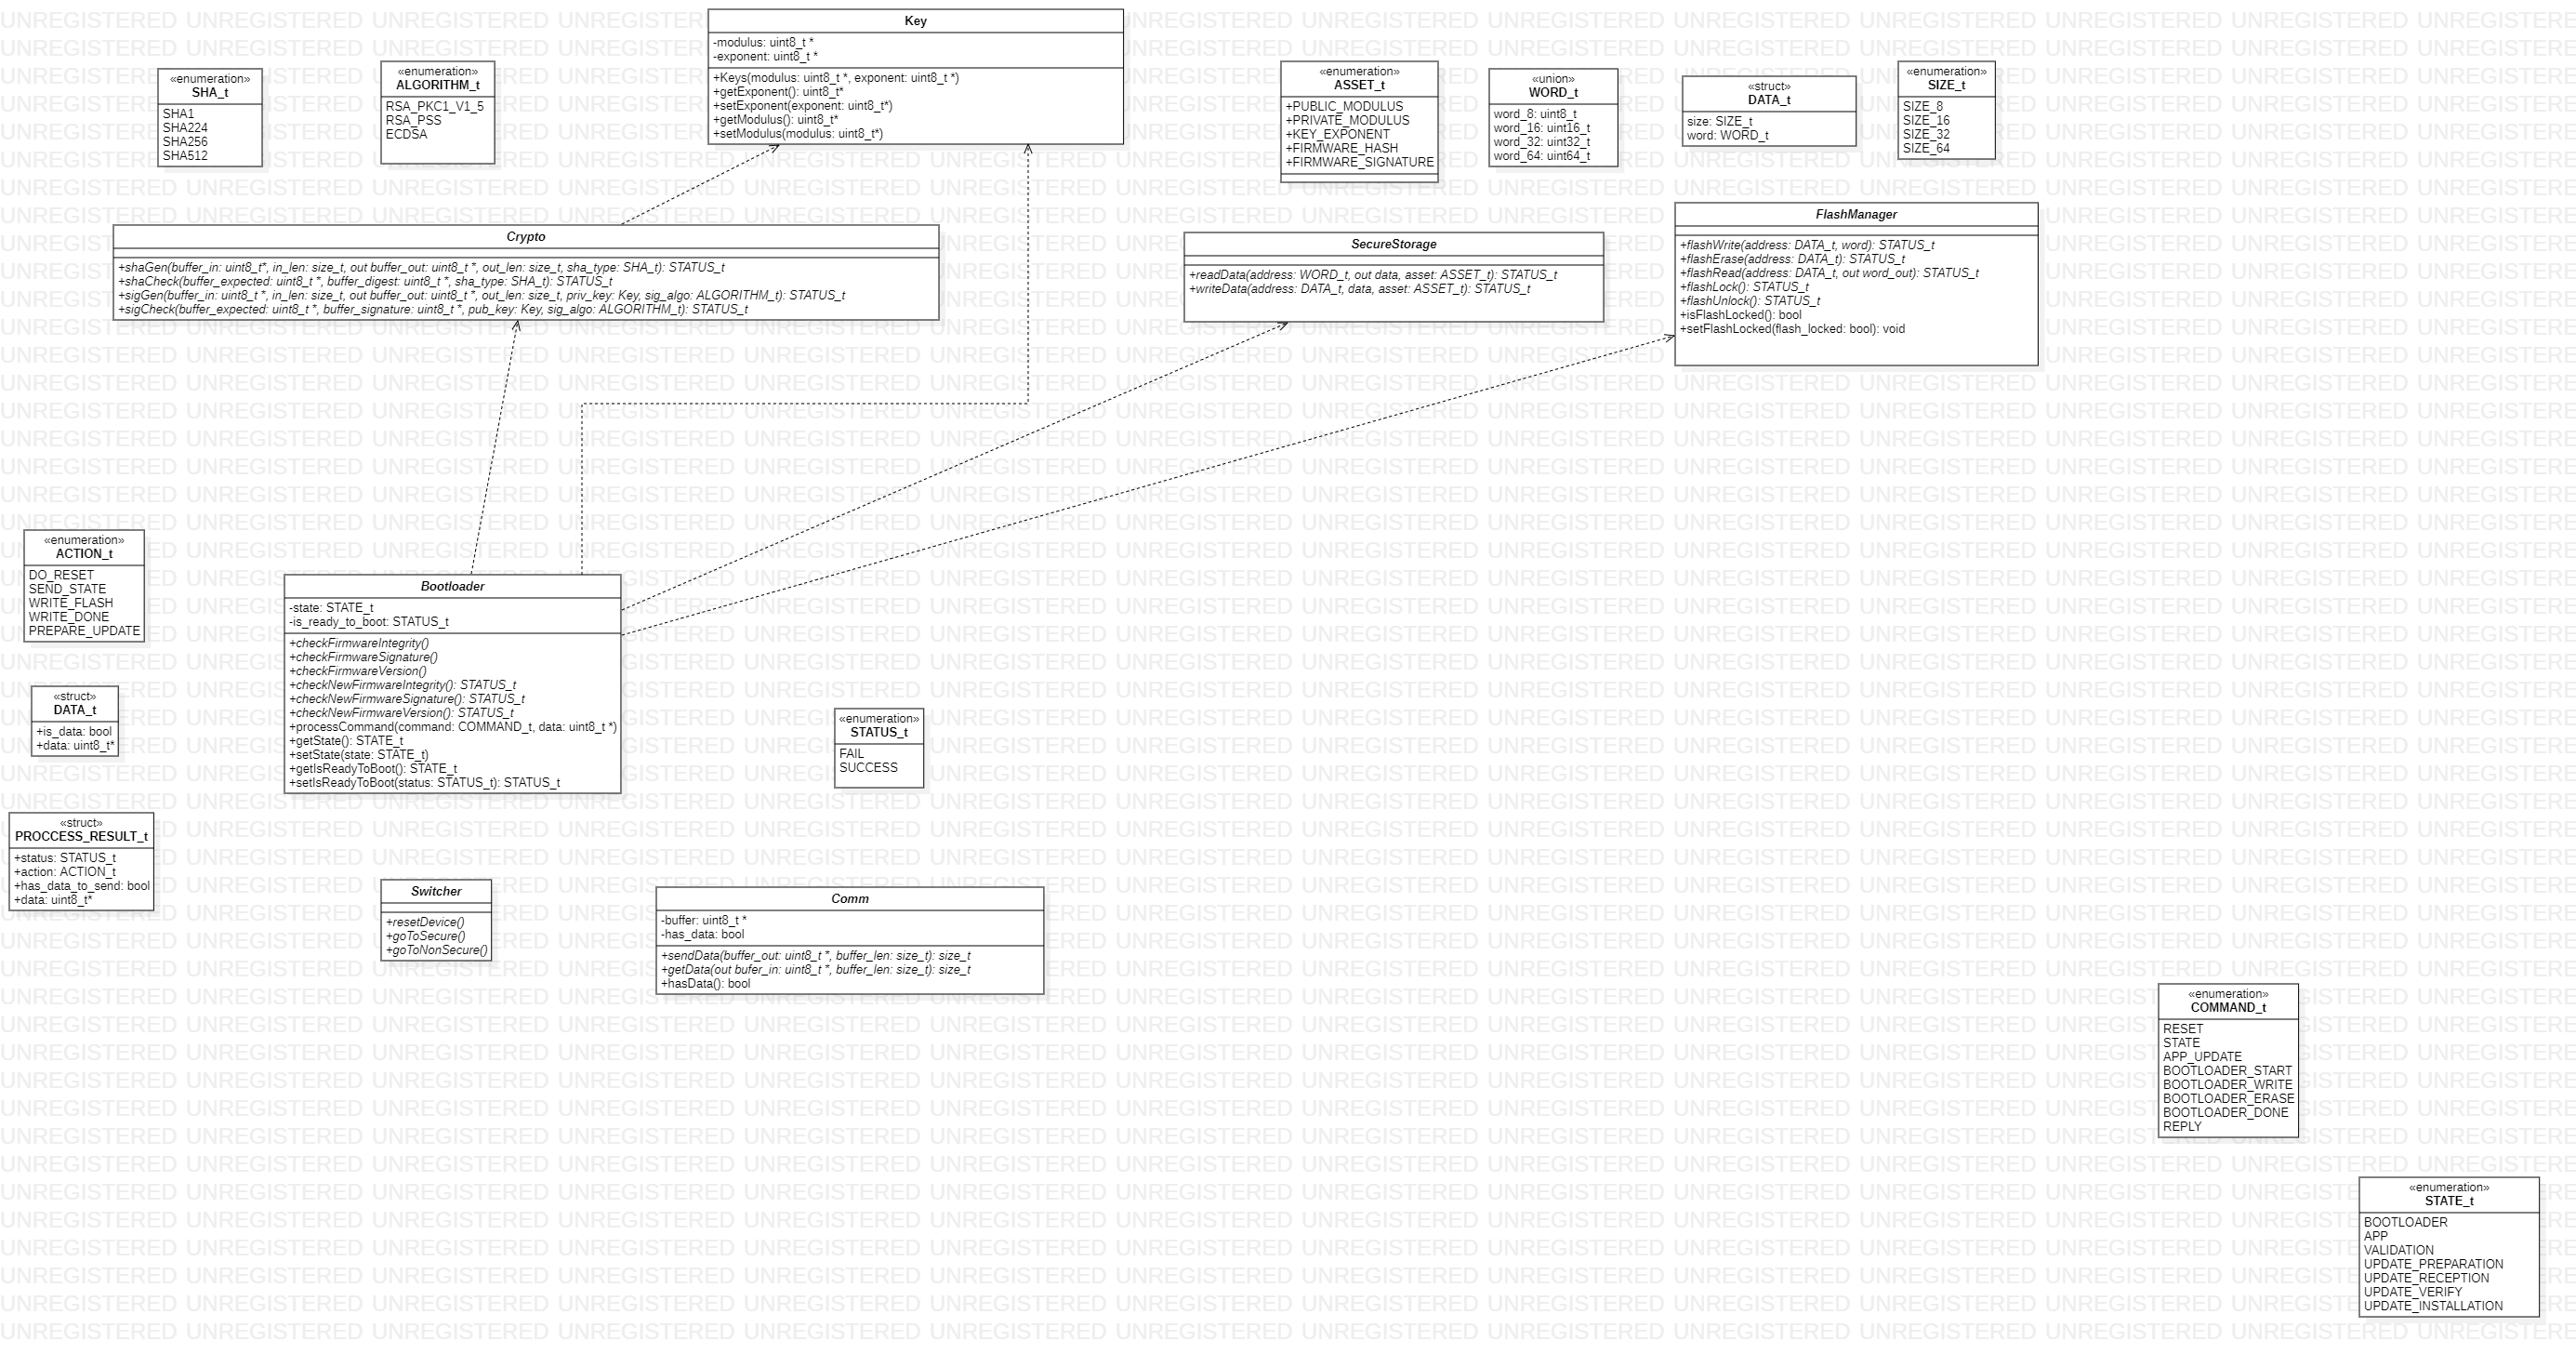 Key
-modulus: uint8_t *
-exponent: uint8_t *
+Keys(modulus: uint8_t *, exponent: uint8_t *)
+getExponent(): uint8_t*
+setExponent(exponent: uint8_t*)
+getModulus(): uint8_t*
+setModulus(modulus: uint8_t*)
«enumeration»
SHA_t
SHA1
SHA224
SHA256
SHA512
«enumeration»
ALGORITHM_t
RSA_PKC1_V1_5
RSA_PSS
ECDSA
«enumeration»
ASSET_t
+PUBLIC_MODULUS
+PRIVATE_MODULUS
+KEY_EXPONENT
+FIRMWARE_HASH
+FIRMWARE_SIGNATURE
«union»
WORD_t
word_8: uint8_t
word_16: uint16_t
word_32: uint32_t
word_64: uint64_t
«struct»
DATA_t
size: SIZE_t
word: WORD_t
«enumeration»
SIZE_t
SIZE_8
SIZE_16
SIZE_32
SIZE_64
Crypto
+shaGen(buffer_in: uint8_t*, in_len: size_t, out buffer_out: uint8_t *, out_len: size_t, sha_type: SHA_t): STATUS_t
+shaCheck(buffer_expected: uint8_t *, buffer_digest: uint8_t *, sha_type: SHA_t): STATUS_t
+sigGen(buffer_in: uint8_t *, in_len: size_t, out buffer_out: uint8_t *, out_len: size_t, priv_key: Key, sig_algo: ALGORITHM_t): STATUS_t
+sigCheck(buffer_expected: uint8_t *, buffer_signature: uint8_t *, pub_key: Key, sig_algo: ALGORITHM_t): STATUS_t
SecureStorage
+readData(address: WORD_t, out data, asset: ASSET_t): STATUS_t
+writeData(address: DATA_t, data, asset: ASSET_t): STATUS_t
FlashManager
+flashWrite(address: DATA_t, word): STATUS_t
+flashErase(address: DATA_t): STATUS_t
+flashRead(address: DATA_t, out word_out): STATUS_t
+flashLock(): STATUS_t
+flashUnlock(): STATUS_t
+isFlashLocked(): bool
+setFlashLocked(flash_locked: bool): void
«enumeration»
ACTION_t
DO_RESET
SEND_STATE
WRITE_FLASH
WRITE_DONE
PREPARE_UPDATE
Bootloader
-state: STATE_t
-is_ready_to_boot: STATUS_t
+checkFirmwareIntegrity()
+checkFirmwareSignature()
+checkFirmwareVersion()
+checkNewFirmwareIntegrity(): STATUS_t
+checkNewFirmwareSignature(): STATUS_t
+checkNewFirmwareVersion(): STATUS_t
+processCommand(command: COMMAND_t, data: uint8_t *)
+getState(): STATE_t
+setState(state: STATE_t)
+getIsReadyToBoot(): STATE_t
+setIsReadyToBoot(status: STATUS_t): STATUS_t
«struct»
DATA_t
+is_data: bool
+data: uint8_t*
«enumeration»
STATUS_t
FAIL
SUCCESS
«struct»
PROCCESS_RESULT_t
+status: STATUS_t
+action: ACTION_t
+has_data_to_send: bool
+data: uint8_t*
Switcher
+resetDevice()
+goToSecure()
+goToNonSecure()
Comm
-buffer: uint8_t *
-has_data: bool
+sendData(buffer_out: uint8_t *, buffer_len: size_t): size_t
+getData(out bufer_in: uint8_t *, buffer_len: size_t): size_t
+hasData(): bool
«enumeration»
COMMAND_t
RESET
STATE
APP_UPDATE
BOOTLOADER_START
BOOTLOADER_WRITE
BOOTLOADER_ERASE
BOOTLOADER_DONE
REPLY
«enumeration»
STATE_t
BOOTLOADER
APP
VALIDATION
UPDATE_PREPARATION
UPDATE_RECEPTION
UPDATE_VERIFY
UPDATE_INSTALLATION
UNREGISTERED